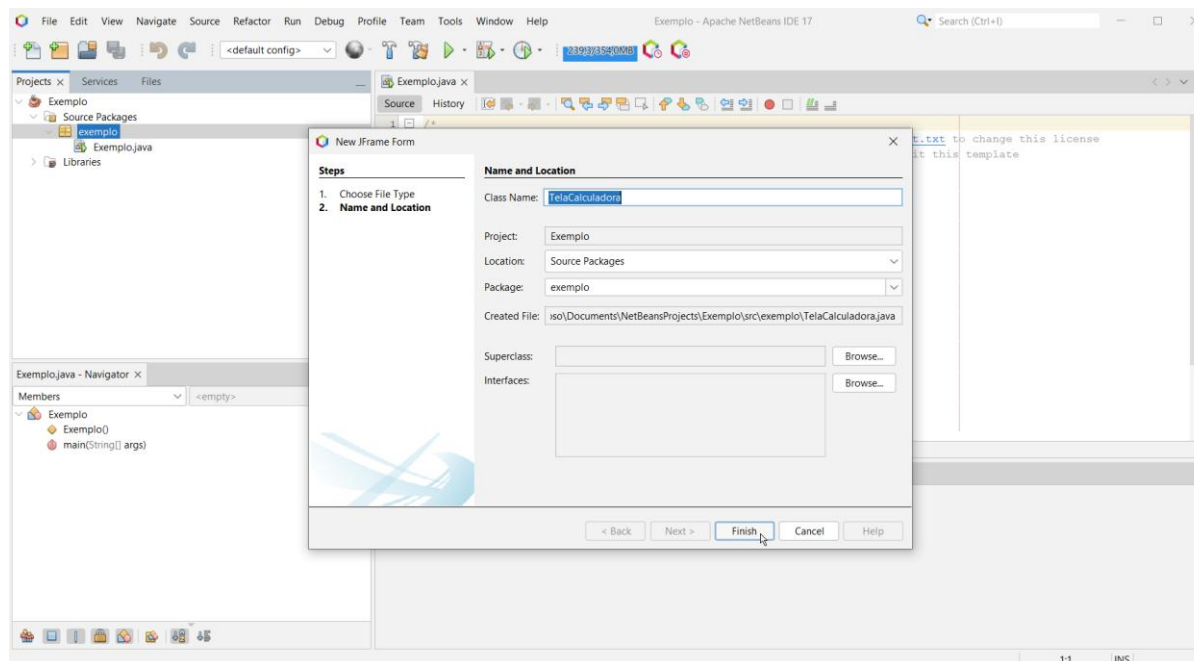 File Edit View Navigate Source Refactor Run Debug Profile Team Tools Window Help Exemplo - Apache NetBeans IDE 17 Search (Ctrl+I)
<default config>
Projects Services Files Exemplo.java
Exemplo Source History
Source Packages
exemplo 1 /*
Exemplo.java
Libraries
New JFrame Form
t.txt to change this license
it this template
Steps Name and Location
1. Choose File Type
2. Name and Location
Class Name: TelaCalculadora
Project: Exemplo
Location: Source Packages
Package: exemplo
Created File: \Documents\NetBeansProjects\Exemplo\src\exemplo\TelaCalculadora.java
Superclass: Browse...
Interfaces: Browse...
< Back Next > Finish Cancel Help
Exemplo.java - Navigator
Members <empty>
Exemplo
Exemplo()
main(String[] args)
1:1 INS